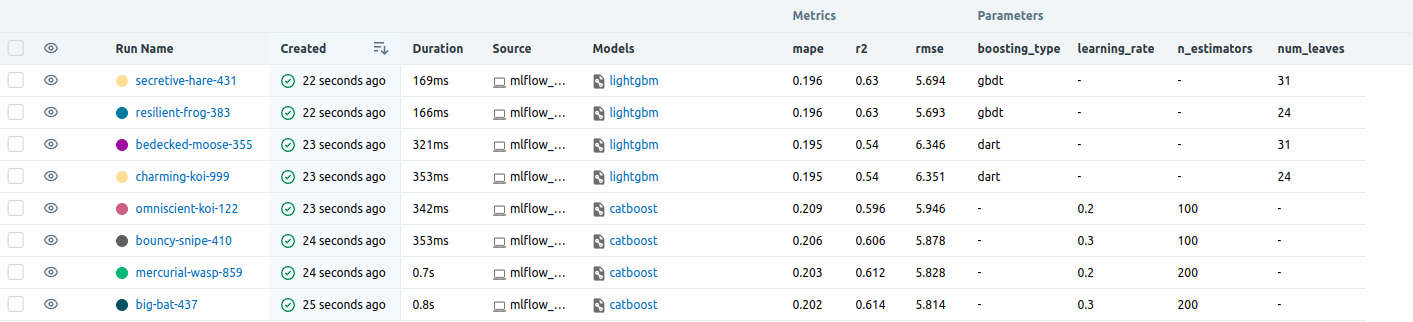 Metrics Parameters
Run Name Created Duration Source Models mape r2 rmse boosting_type learning_rate n_estimators num_leaves
secretive-hare-431 22 seconds ago 169ms mlflow_... lightgbm 0.196 0.63 5.694 gbdt - - 31
resilient-frog-383 22 seconds ago 166ms mlflow_... lightgbm 0.196 0.63 5.693 gbdt - - 24
bedecked-moose-355 23 seconds ago 321ms mlflow_... lightgbm 0.195 0.54 6.346 dart - - 31
charming-koi-999 23 seconds ago 353ms mlflow_... lightgbm 0.195 0.54 6.351 dart - - 24
omniscient-koi-122 23 seconds ago 342ms mlflow_... catboost 0.209 0.596 5.946 - 0.2 100 -
bouncy-snipe-410 24 seconds ago 353ms mlflow_... catboost 0.206 0.606 5.878 - 0.3 100 -
mercurial-wasp-859 24 seconds ago 0.7s mlflow_... catboost 0.203 0.612 5.828 - 0.2 200 -
big-bat-437 25 seconds ago 0.8s mlflow_... catboost 0.202 0.614 5.814 - 0.3 200 -